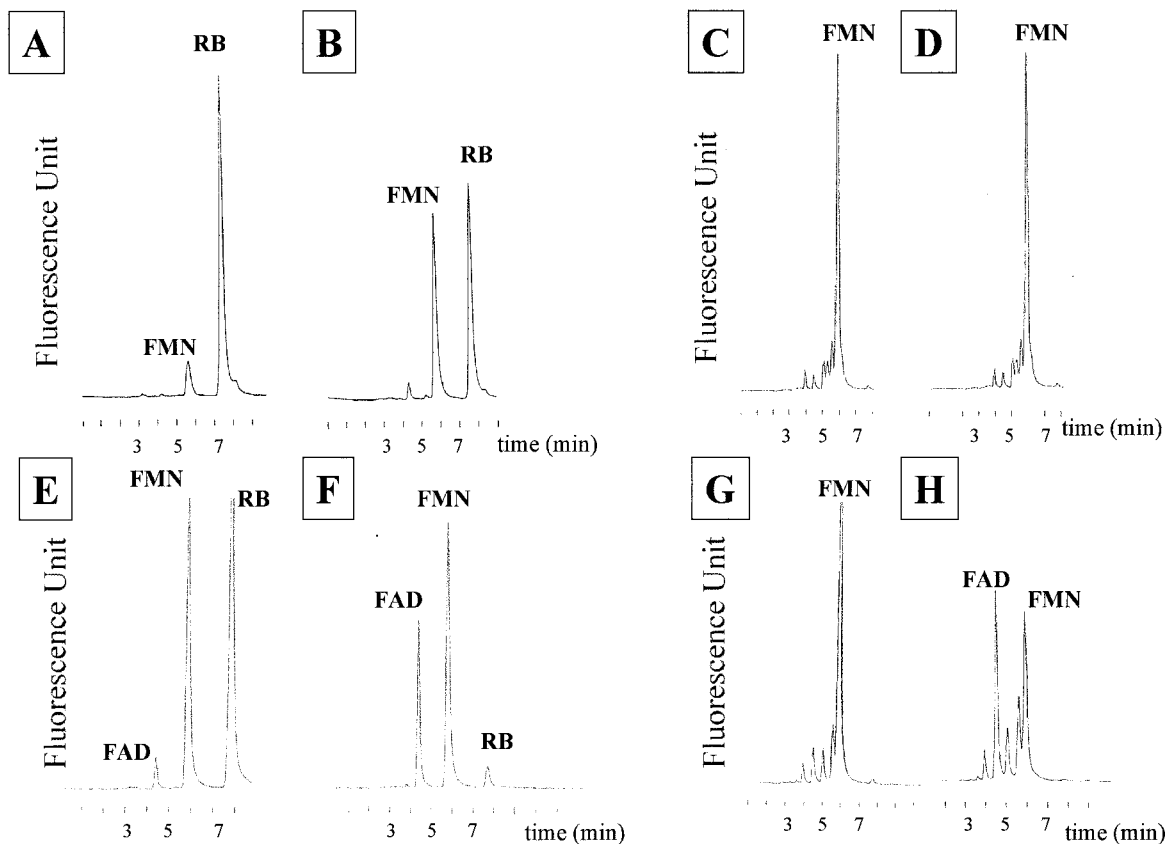 A
RB
FMN
Fluorescence Unit
3 5 7
B
FMN
RB
3 5 7 time (min)
C
FMN
Fluorescence Unit
3 5 7
D
FMN
3 5 7 time (min)
E
FMN
RB
FAD
Fluorescence Unit
3 5 7
F
FMN
FAD
RB
3 5 7 time (min)
G
FMN
Fluorescence Unit
3 5 7
H
FAD
FMN
3 5 7 time (min)